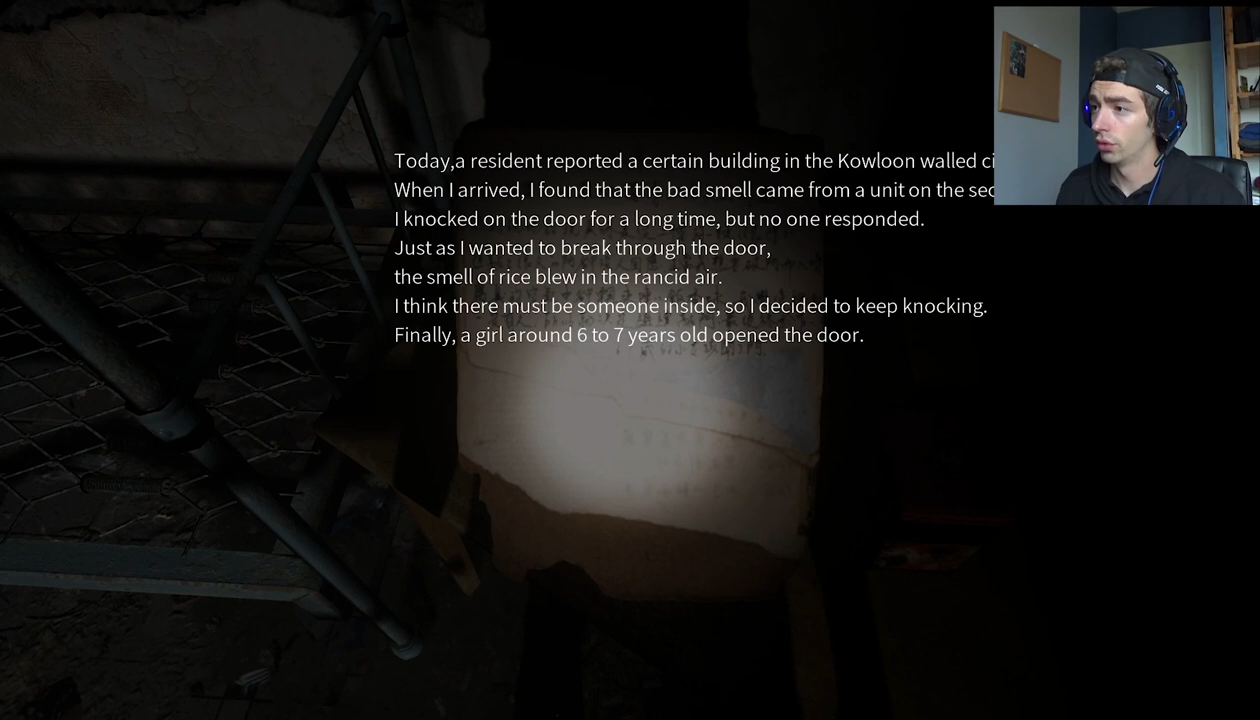 Today,a resident reported a certain building in the Kowloon walled
When I arrived, I found that the bad smell came from a unit on the
I knocked on the door for a long time, but no one responded.
Just as I wanted to break through the door,
the smell of rice blew in the rancid air.
I think there must be someone inside, so I decided to keep knocking.
Finally, a girl around 6 to 7 years old opened the door.